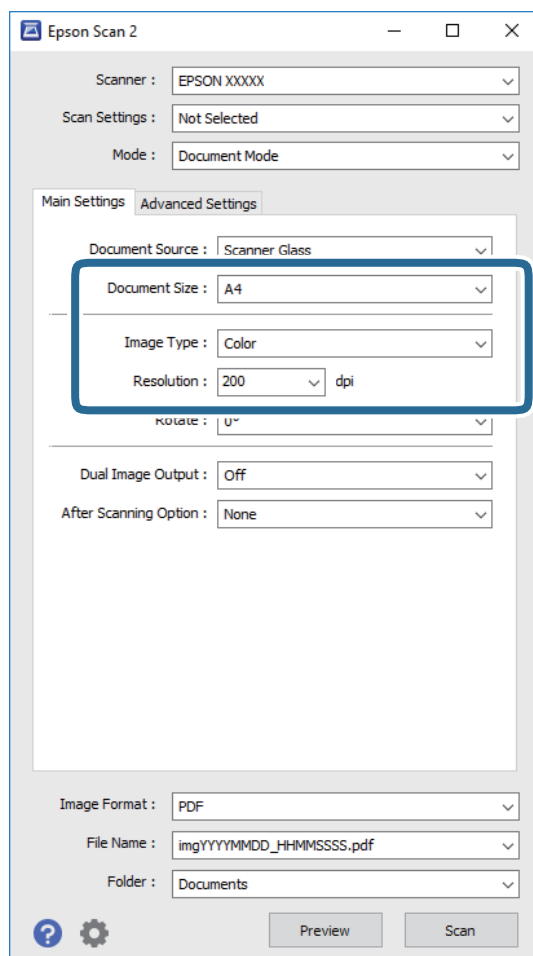 Epson Scan 2
Scanner : EPSON XXXXX
Scan Settings : Not Selected
Mode : Document Mode
Main Settings Advanced Settings
Document Source : Scanner Glass
Document Size : A4
Image Type : Color
Resolution : 200 dpi
Rotate : 0°
Dual Image Output : Off
After Scanning Option : None
Image Format : PDF
File Name : imgYYYYMMDD_HHMMSSSS.pdf
Folder : Documents
? Preview Scan